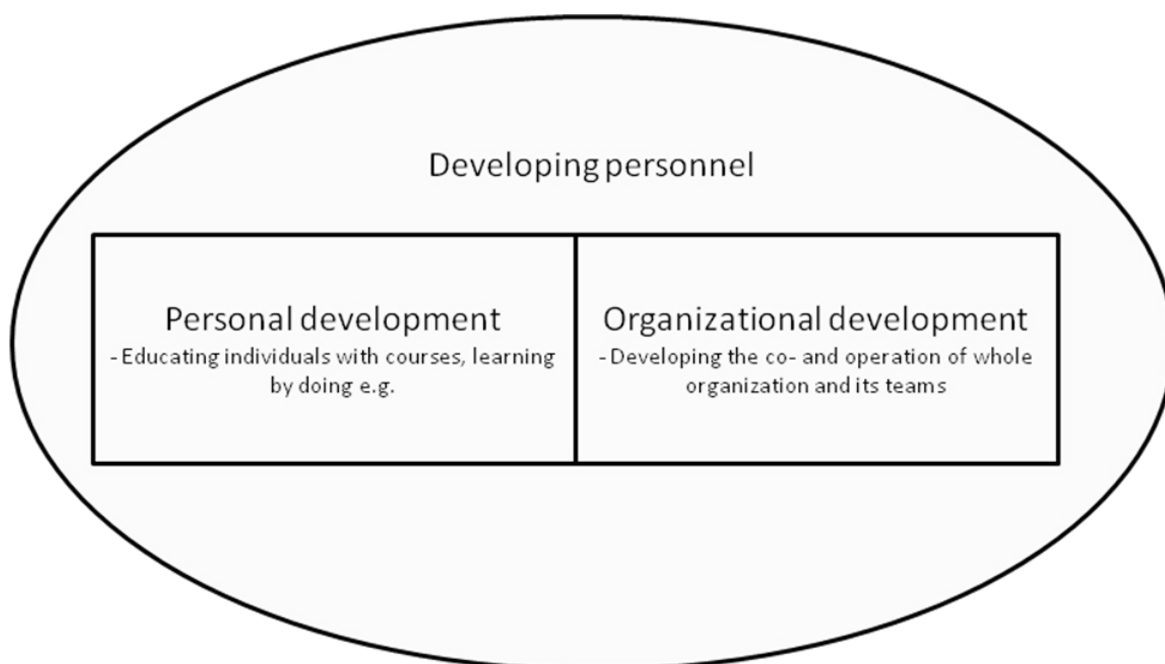 Developing personnel
Personal development
- Educating individuals with courses, learning
by doing e.g.
Organizational development
- Developing the co- and operation of whole
organization and its teams